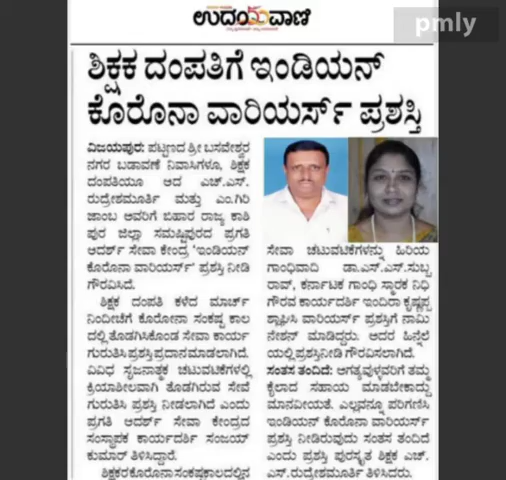 ಉದಯವಾಣಿ
pmly
ಶಿಕ್ಷಕ ದಂಪತಿಗೆ ಇಂಡಿಯನ್
ಕೊರೊನಾ ವಾರಿಯರ್ಸ್ ಪ್ರಶಸ್ತಿ
ವಿಜಯಪುರ: ಪಟ್ಟಣದ ಶ್ರೀ ಬಸವೇಶ್ವರ
ನಗರ ಬಡಾವಣೆ ನಿವಾಸಿಗಳೂ, ಶಿಕ್ಷಕ
ದಂಪತಿಯೂ ಆದ ಎಚ್.ಎಸ್.
ರುದ್ರೇಶಮೂರ್ತಿ ಮತ್ತು ಎಂ.ಗಿರಿ
ಜಾಂಬ ಅವರಿಗೆ ಬಿಹಾರ ರಾಜ್ಯ ಕಾಶಿ
ಪುರ ಜಿಲ್ಲಾ ಸಮಷ್ಟಿಪುರದ ಪ್ರಗತಿ
ಆದರ್ಶ್ ಸೇವಾ ಕೇಂದ್ರ 'ಇಂಡಿಯನ್
ಕೊರೊನಾ ವಾರಿಯರ್ಸ್' ಪ್ರಶಸ್ತಿ ನೀಡಿ
ಗೌರವಿಸಿದೆ.
ಶಿಕ್ಷಕ ದಂಪತಿ ಕಳೆದ ಮಾರ್ಚ್
ನಿಂದೀಚೆಗೆ ಕೊರೋನಾ ಸಂಕಷ್ಟ ಕಾಲ
ದಲ್ಲಿ ತೊಡಗಿಸಿಕೊಂಡ ಸೇವಾ ಕಾರ್ಯ
ಗುರುತಿಸಿ ಪ್ರಶಸ್ತಿ ಪ್ರದಾನಮಾಡಲಾಗಿದೆ.
ವಿವಿಧ ಸೃಜನಾತ್ಮಕ ಚಟುವಟಿಕೆಗಳಲ್ಲಿ
ಕ್ರಿಯಾಶೀಲವಾಗಿ ತೊಡಗಿರುವ ಸೇವೆ
ಗುರುತಿಸಿ ಪ್ರಶಸ್ತಿ ನೀಡಲಾಗಿದೆ ಎಂದು
ಪ್ರಗತಿ ಆದರ್ಶ್ ಸೇವಾ ಕೇಂದ್ರದ
ಸಂಸ್ಥಾಪಕ ಕಾರ್ಯದರ್ಶಿ ಸಂಜಯ್
ಕುಮಾರ್ ತಿಳಿಸಿದ್ದಾರೆ.
ಶಿಕ್ಷಕರ ಕೊರೊನಾ ಸಂಕಷ್ಟಕಾಲದಲ್ಲಿನ
ಸೇವಾ ಚಟುವಟಿಕೆಗಳನ್ನು ಹಿರಿಯ
ಗಾಂಧಿವಾದಿ ಡಾ.ಎಸ್.ಎಸ್.ಸುಬ್ಬ
ರಾವ್, ಕರ್ನಾಟಕ ಗಾಂಧಿ ಸ್ಮಾರಕ ನಿಧಿ
ಗೌರವ ಕಾರ್ಯದರ್ಶಿ ಇಂದಿರಾ ಕೃಷ್ಣಪ್ಪ
ಶ್ಲಾಘಿಸಿ ವಾರಿಯರ್ಸ್ ಪ್ರಶಸ್ತಿಗೆ ನಾಮಿ
ನೇಶನ್ ಮಾಡಿದ್ದರು. ಅದರ ಹಿನ್ನೆಲೆ
ಯಲ್ಲಿ ಪ್ರಶಸ್ತಿನೀಡಿ ಗೌರವಿಸಲಾಗಿದೆ.
ಸಂತಸ ತಂದಿದೆ: ಅಗತ್ಯವುಳ್ಳವರಿಗೆ ತಮ್ಮ
ಕೈಲಾದ ಸಹಾಯ ಮಾಡಬೇಕಾದ್ದು
ಮಾನವೀಯತೆ. ಎಲ್ಲವನ್ನೂ ಪರಿಗಣಿಸಿ
ಇಂಡಿಯನ್ ಕೊರೊನಾ ವಾರಿಯರ್ಸ್
ಪ್ರಶಸ್ತಿ ನೀಡಿರುವುದು ಸಂತಸ ತಂದಿದೆ
ಎಂದು ಪ್ರಶಸ್ತಿ ಪುರಸ್ಕೃತ ಶಿಕ್ಷಕ ಎಚ್.
ಎಸ್.ರುದ್ರೇಶಮೂರ್ತಿ ತಿಳಿಸಿದರು.